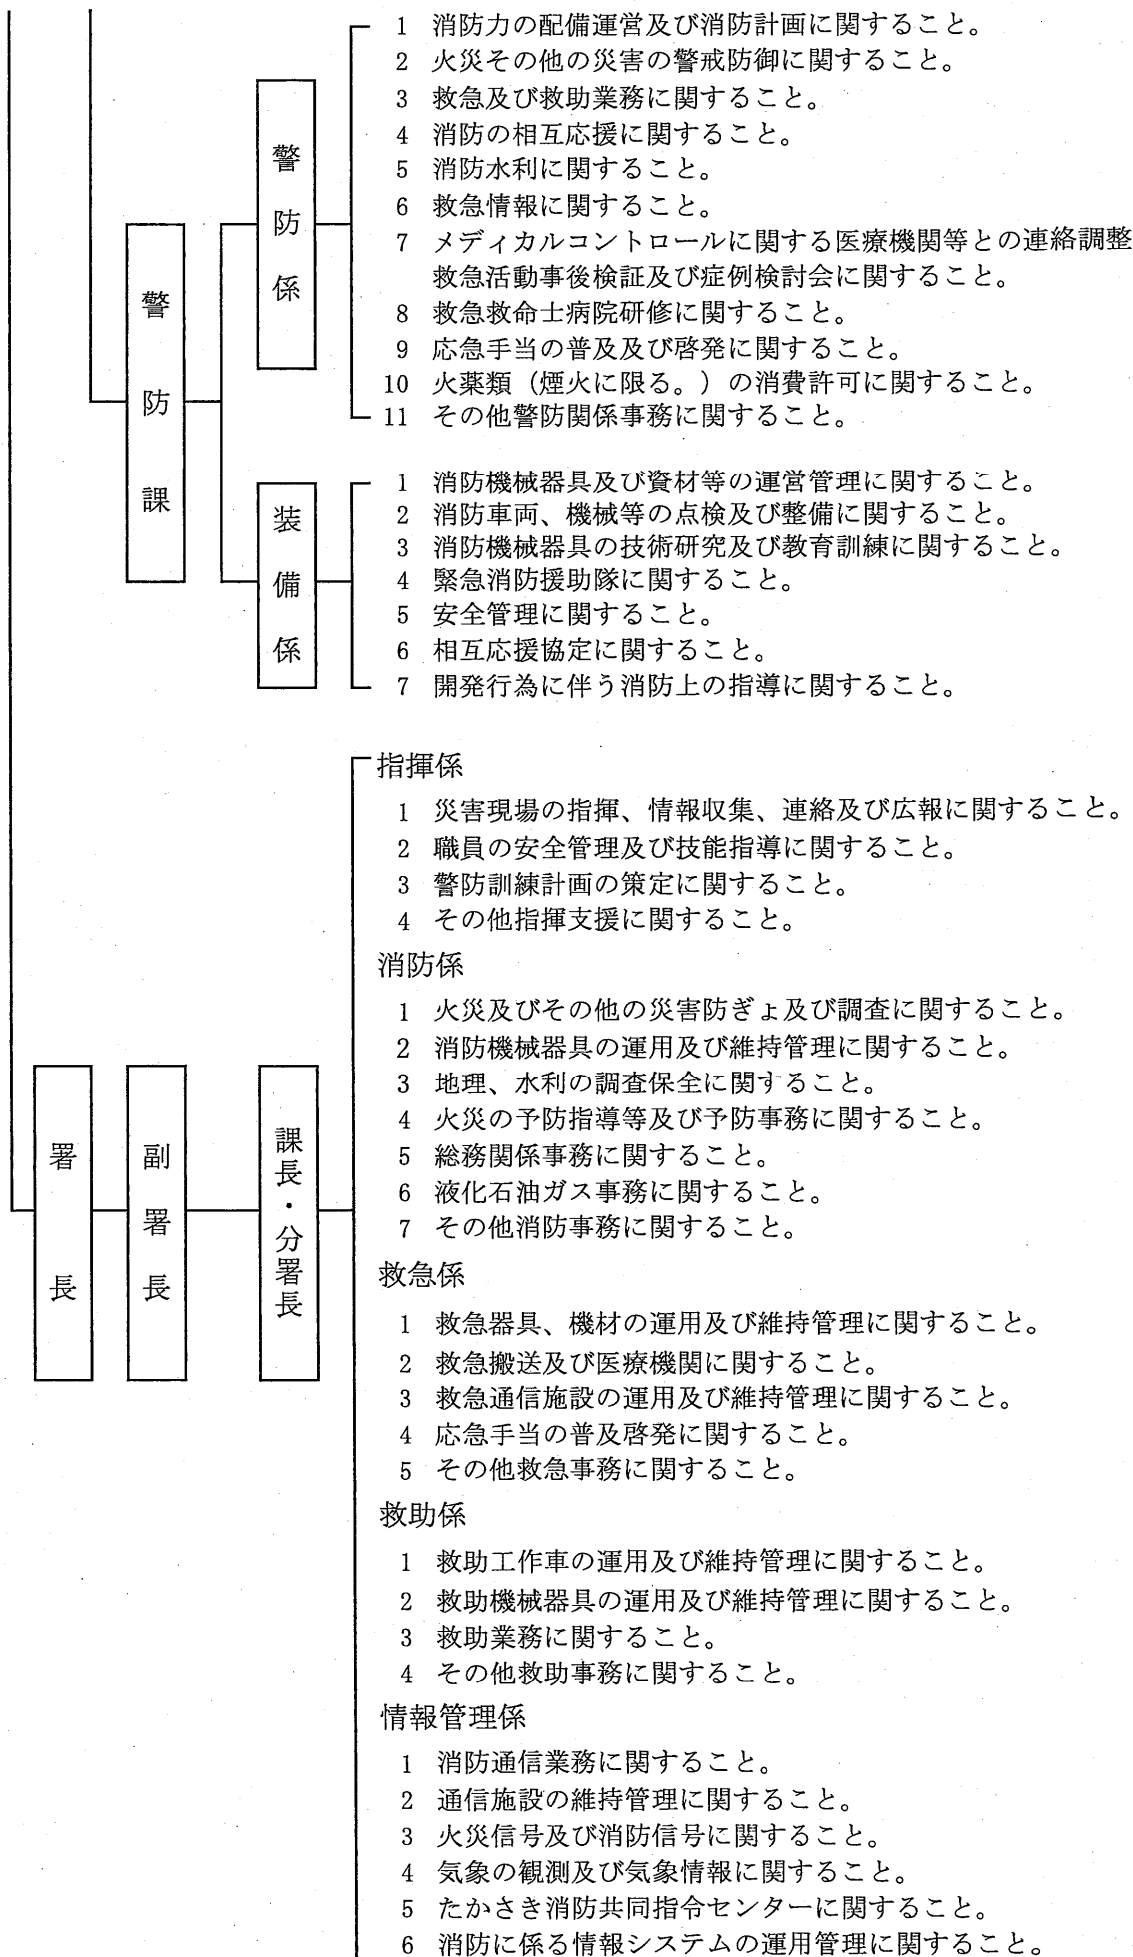 警防課
警防係
1 消防力の配備運営及び消防計画に関すること。
2 火災その他の災害の警戒防御に関すること。
3 救急及び救助業務に関すること。
4 消防の相互応援に関すること。
5 消防水利に関すること。
6 救急情報に関すること。
7 メディカルコントロールに関する医療機関等との連絡調整
救急活動事後検証及び症例検討会に関すること。
8 救急救命士病院研修に関すること。
9 応急手当の普及及び啓発に関すること。
10 火薬類（煙火に限る。）の消費許可に関すること。
11 その他警防関係事務に関すること。
装備係
1 消防機械器具及び資材等の運営管理に関すること。
2 消防車両、機械等の点検及び整備に関すること。
3 消防機械器具の技術研究及び教育訓練に関すること。
4 緊急消防援助隊に関すること。
5 安全管理に関すること。
6 相互応援協定に関すること。
7 開発行為に伴う消防上の指導に関すること。
署長
副署長
課長・分署長
指揮係
1 災害現場の指揮、情報収集、連絡及び広報に関すること。
2 職員の安全管理及び技能指導に関すること。
3 警防訓練計画の策定に関すること。
4 その他指揮支援に関すること。
消防係
1 火災及びその他の災害防ぎょ及び調査に関すること。
2 消防機械器具の運用及び維持管理に関すること。
3 地理、水利の調査保全に関すること。
4 火災の予防指導等及び予防事務に関すること。
5 総務関係事務に関すること。
6 液化石油ガス事務に関すること。
7 その他消防事務に関すること。
救急係
1 救急器具、機材の運用及び維持管理に関すること。
2 救急搬送及び医療機関に関すること。
3 救急通信施設の運用及び維持管理に関すること。
4 応急手当の普及啓発に関すること。
5 その他救急事務に関すること。
救助係
1 救助工作車の運用及び維持管理に関すること。
2 救助機械器具の運用及び維持管理に関すること。
3 救助業務に関すること。
4 その他救助事務に関すること。
情報管理係
1 消防通信業務に関すること。
2 通信施設の維持管理に関すること。
3 火災信号及び消防信号に関すること。
4 気象の観測及び気象情報に関すること。
5 たかさき消防共同指令センターに関すること。
6 消防に係る情報システムの運用管理に関すること。